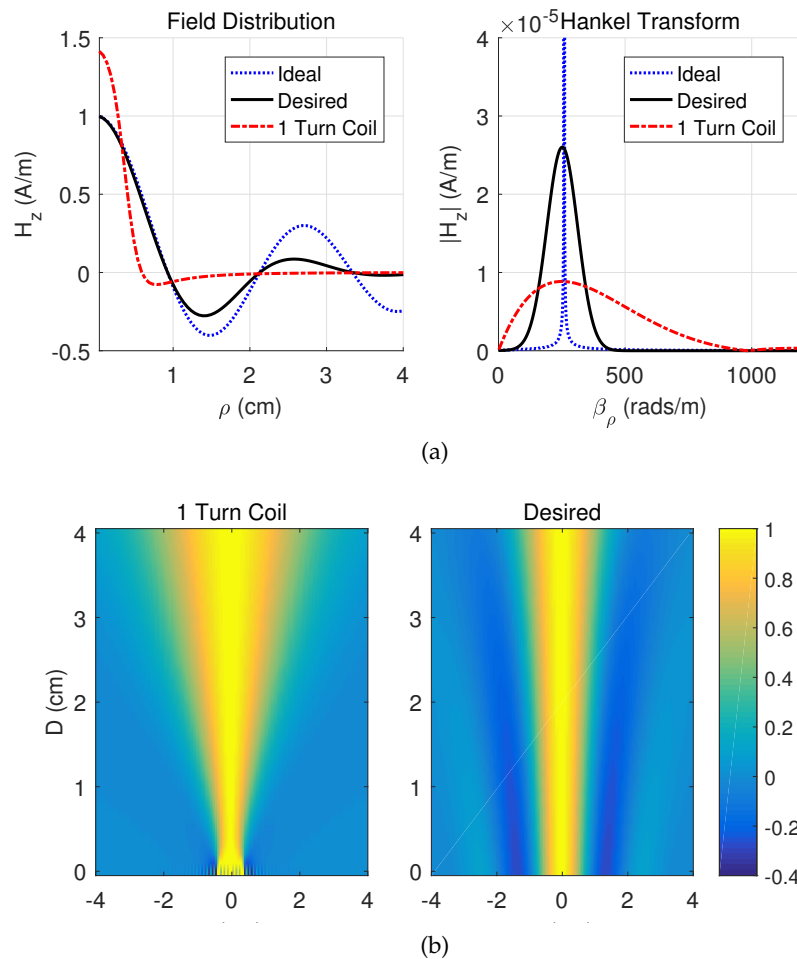 Field Distribution
H_z (A/m)
1.5
1
0.5
0
-0.5
Ideal
Desired
1 Turn Coil
1 2 3 4
ρ (cm)
×10^-5 Hankel Transform
|H_z| (A/m)
4
3
2
1
0
Ideal
Desired
1 Turn Coil
0 500 1000
β_ρ (rads/m)
(a)
1 Turn Coil
D (cm)
4
3
2
1
0
-4 -2 0 2 4
Desired
4
3
2
1
0
-4 -2 0 2 4
1
0.8
0.6
0.4
0.2
0
-0.2
-0.4
(b)